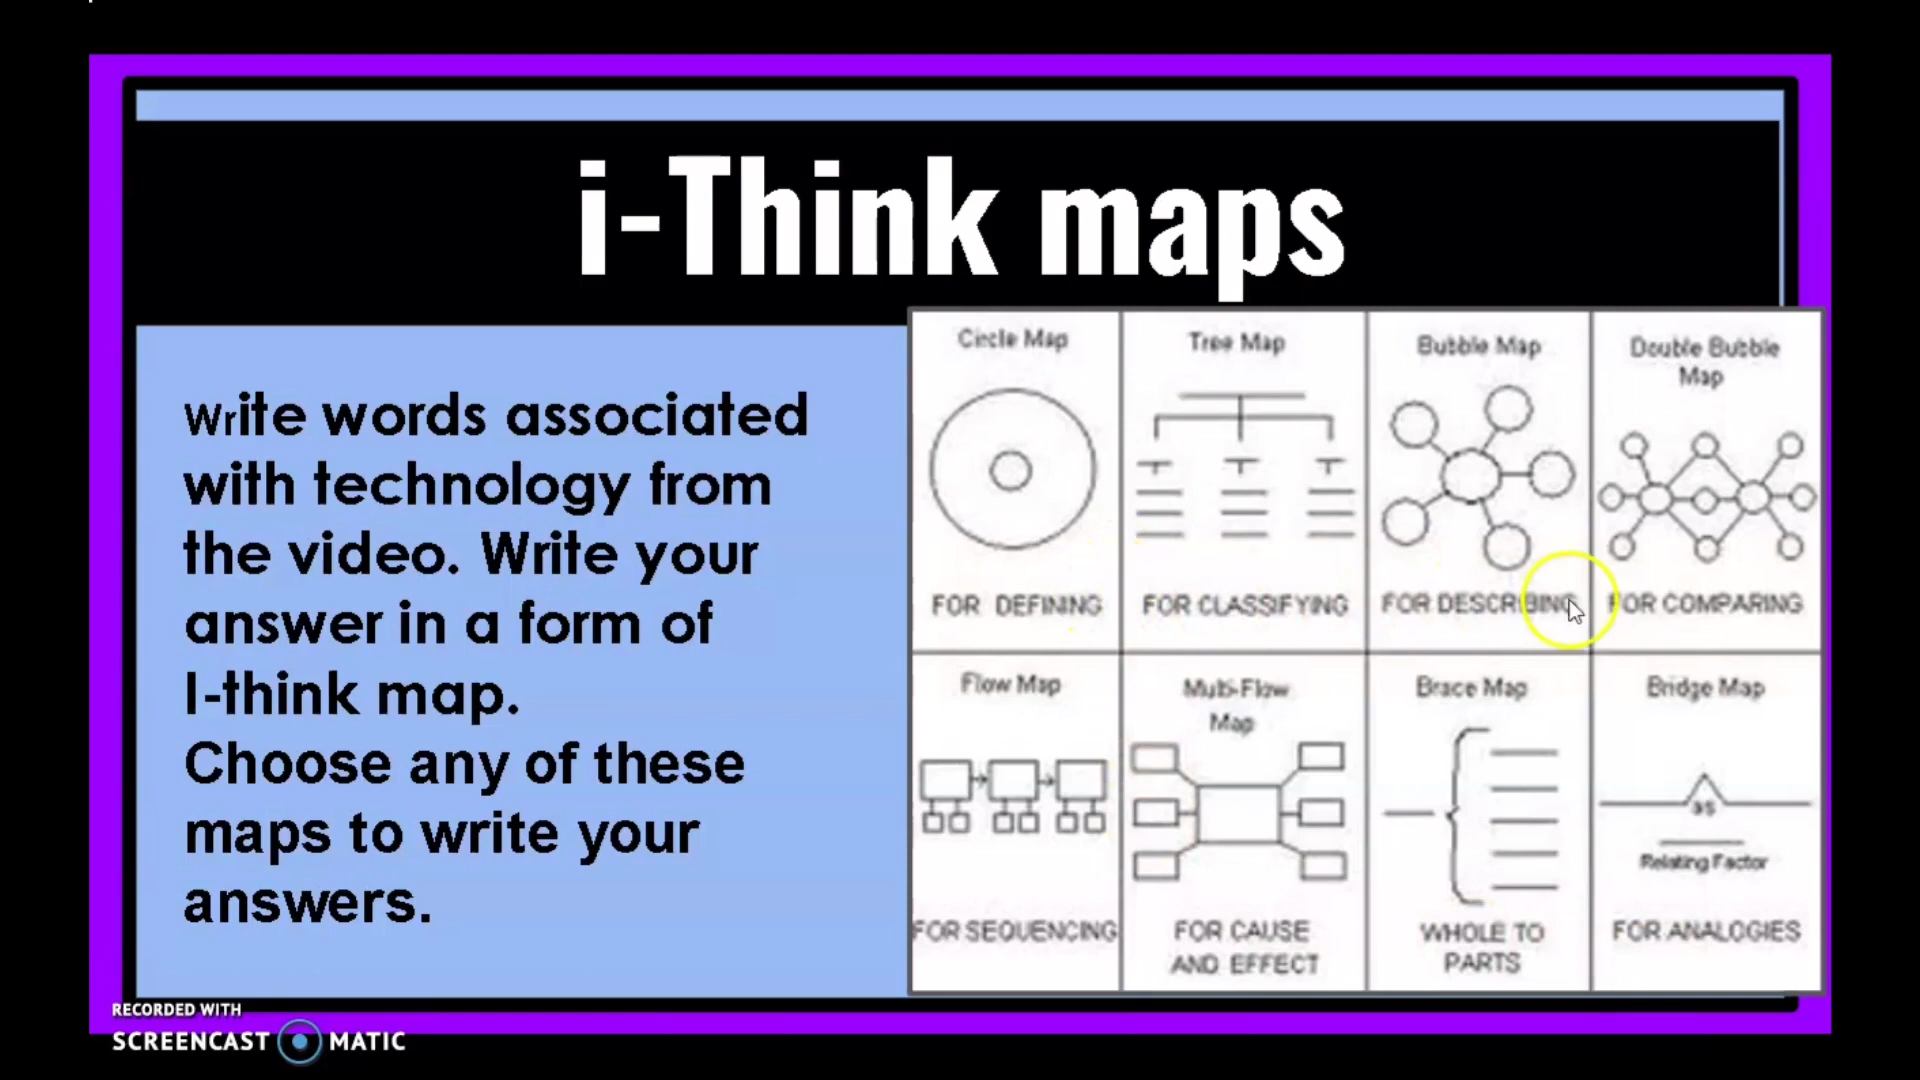 i-Think maps
Write words associated
with technology from
the video. Write your
answer in a form of
I-think map.
Choose any of these
maps to write your
answers.
Circle Map
FOR DEFINING
Tree Map
FOR CLASSIFYING
Bubble Map
FOR DESCRIBING
Double Bubble
Map
FOR COMPARING
Flow Map
FOR SEQUENCING
Multi-Flow
Map
FOR CAUSE
AND EFFECT
Brace Map
WHOLE TO
PARTS
Bridge Map
as
Relating Factor
FOR ANALOGIES
RECORDED WITH
SCREENCAST MATIC